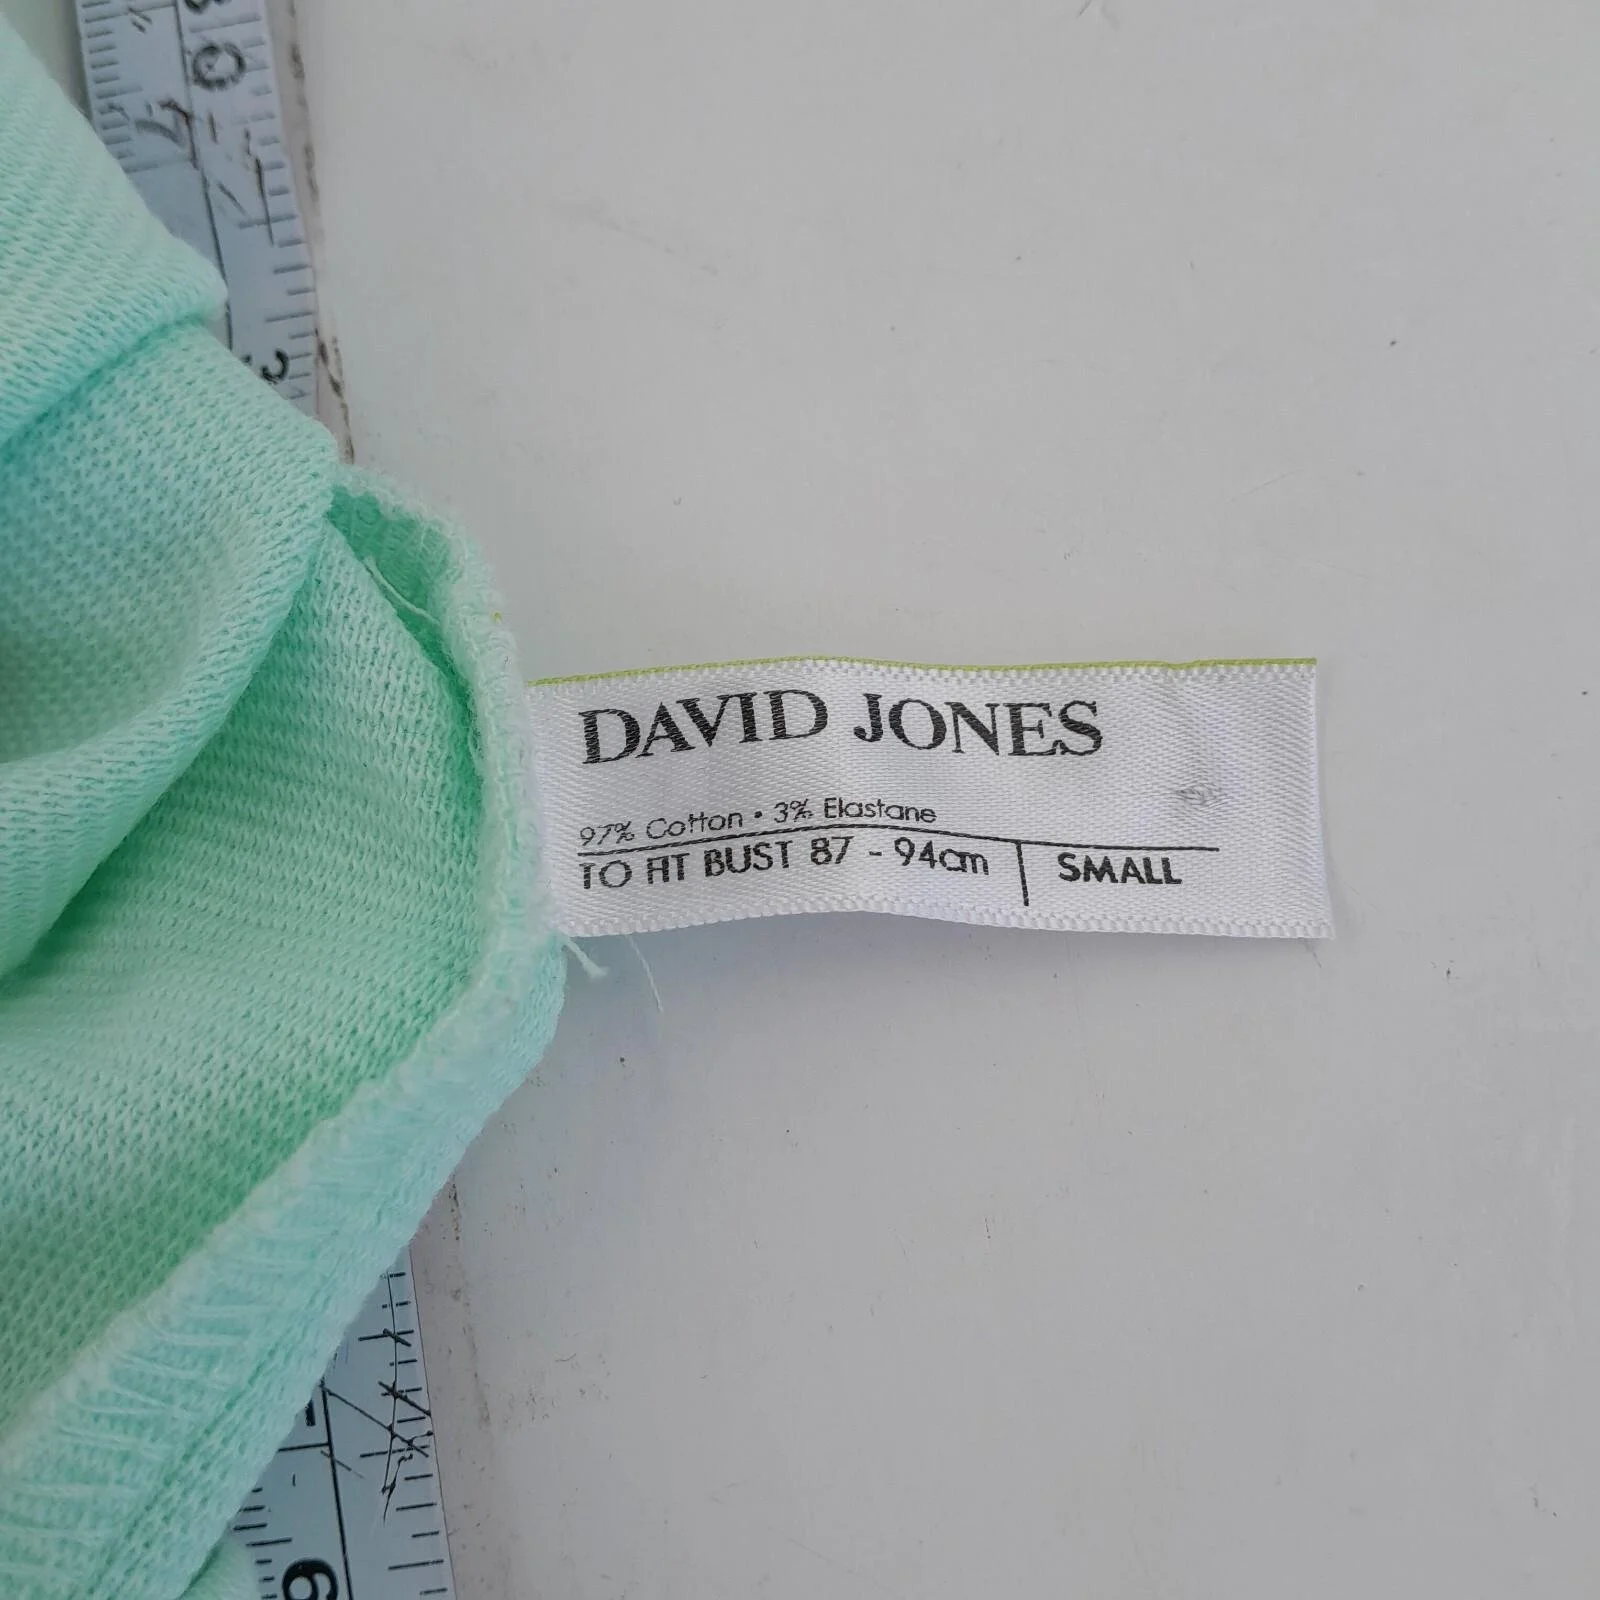 DAVID JONES
97% Cotton • 3% Elastane
TO FIT BUST 87 - 94cm | SMALL